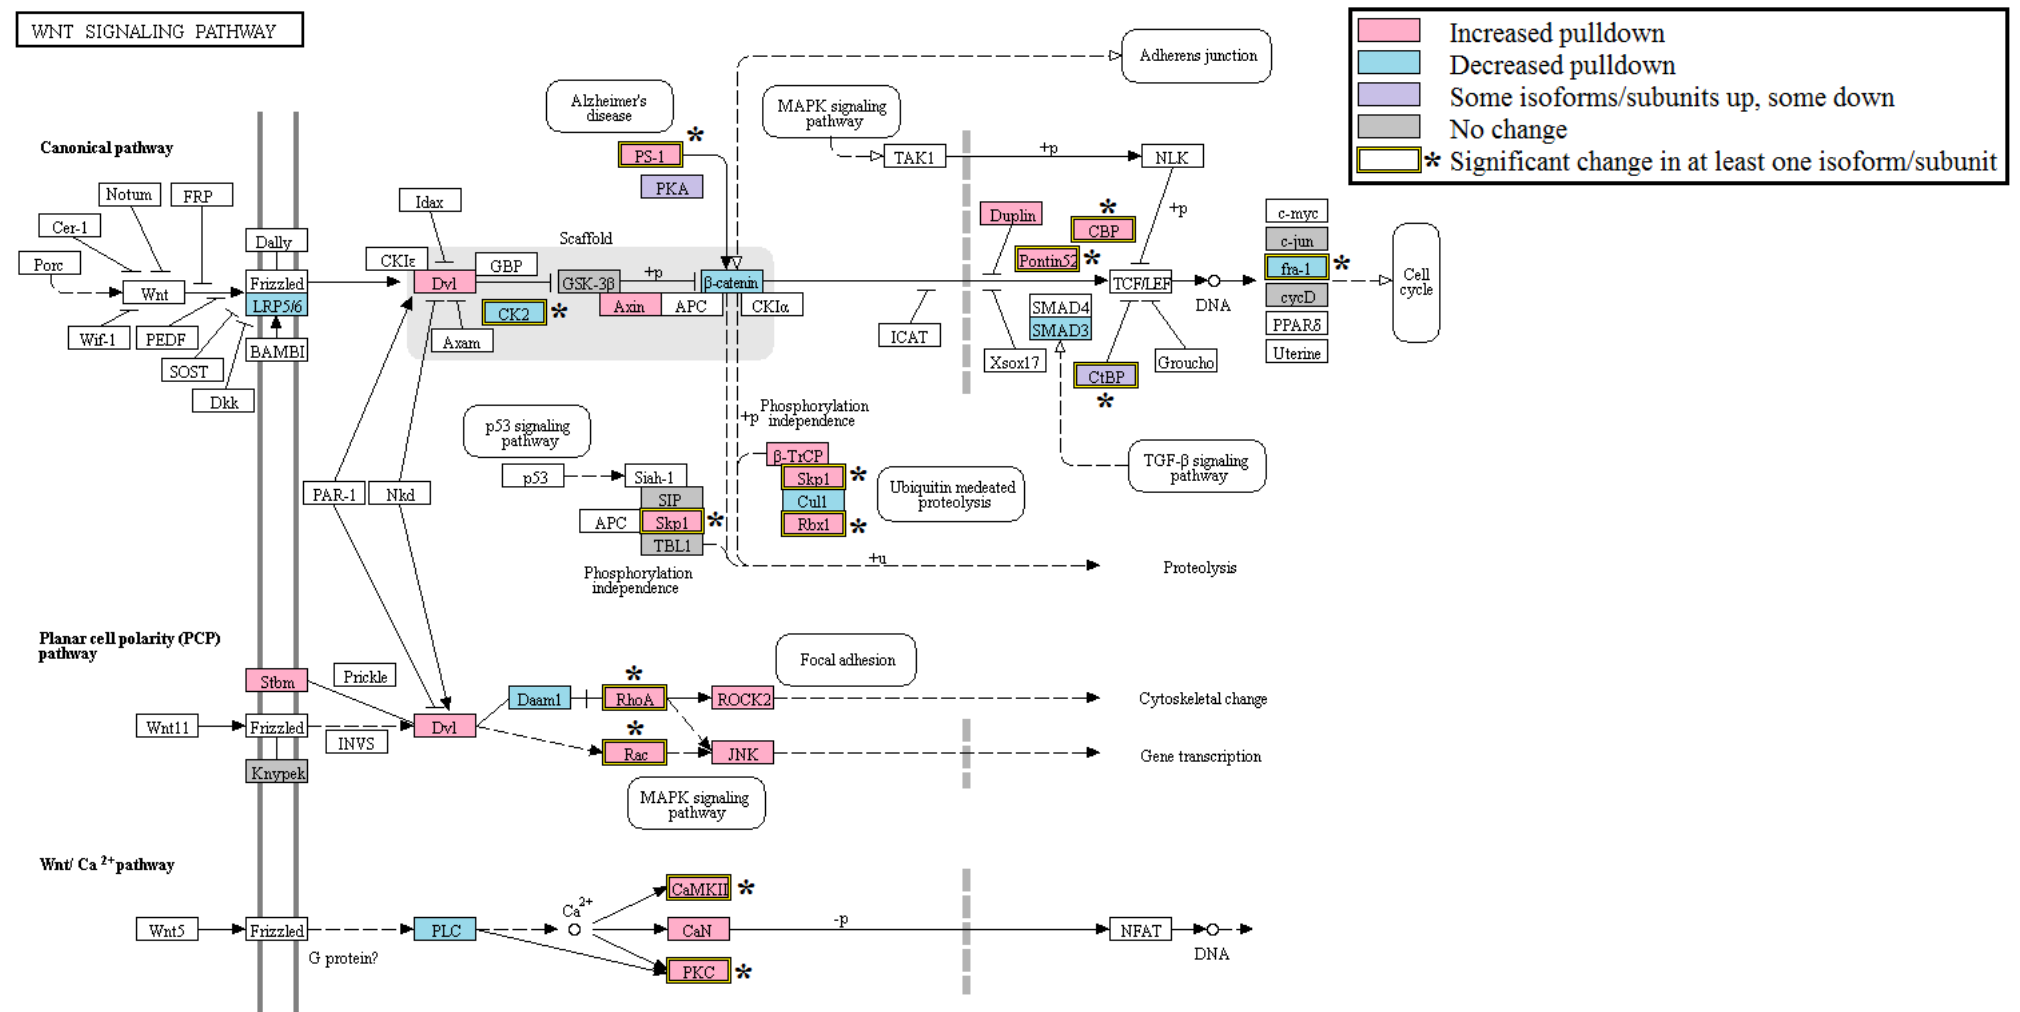 WNT SIGNALING PATHWAY
Increased pulldown
Decreased pulldown
Some isoforms/subunits up, some down
No change
* Significant change in at least one isoform/subunit
Adherens junction
Alzheimer's
disease
MAPK signaling
pathway
Canonical pathway
PS-1
*
TAK1
+p
NLK
PKA
Notum
FRP
Idax
Cer-1
Duplin
*
CBP
+p
c-myc
Dally
Scaffold
c-jun
Porc
CKIε
GBP
Pontin52
*
fra-1
*
Wnt
Frizzled
Dvl
GSK-3β
+p
β-catenin
TCF/LEF
DNA
Cell
cycle
LRP5/6
CK2
*
Axin
APC
CKIα
SMAD4
cycD
Wif-1
PEDF
Axam
ICAT
SMAD3
PPARδ
BAMBI
Xsox17
Groucho
Uterine
SOST
CtBP
*
Dkk
+p
Phosphorylation
independence
p53 signaling
pathway
β-TrCP
TGF-β signaling
pathway
p53
Siah-1
Skp1
*
PAR-1
Nkd
SIP
Cul1
Ubiquitin medeated
proteolysis
APC
Skp1
*
Rbx1
*
TBL1
+u
Proteolysis
Phosphorylation
independence
Planar cell polarity (PCP)
pathway
Stbm
Prickle
Focal adhesion
*
Daam1
RhoA
ROCK2
Cytoskeletal change
Wnt11
Frizzled
INVS
Dvl
*
Rac
JNK
Gene transcription
Knypek
MAPK signaling
pathway
Wnt/ Ca 2+ pathway
CaMKII
*
Ca2+
Wnt5
Frizzled
PLC
CaN
-p
NFAT
DNA
G protein?
PKC
*